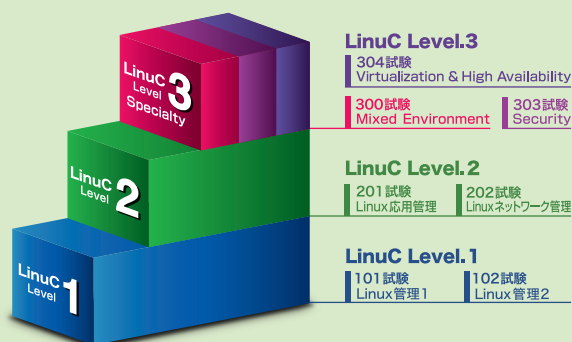 LinuC
Level 3
Specialty
LinuC Level.3
304試験
Virtualization & High Availability
300試験
Mixed Environment
303試験
Security
LinuC
Level 2
LinuC Level.2
201試験
Linux応用管理
202試験
Linuxネットワーク管理
LinuC
Level 1
LinuC Level.1
101試験
Linux管理1
102試験
Linux管理2